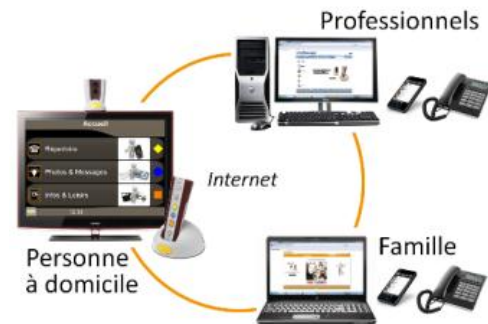 Professionnels
Accueil
Répertoire
Photos & Messages
Infos & Loisirs
Internet
Personne
à domicile
Famille